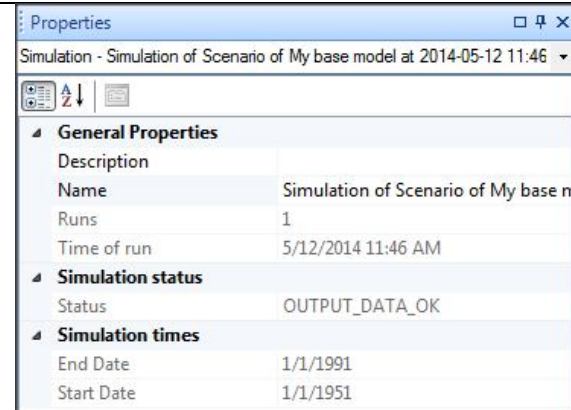 Properties
Simulation - Simulation of Scenario of My base model at 2014-05-12 11:46
General Properties
Description
Name Simulation of Scenario of My base m
Runs 1
Time of run 5/12/2014 11:46 AM
Simulation status
Status OUTPUT_DATA_OK
Simulation times
End Date 1/1/1991
Start Date 1/1/1951